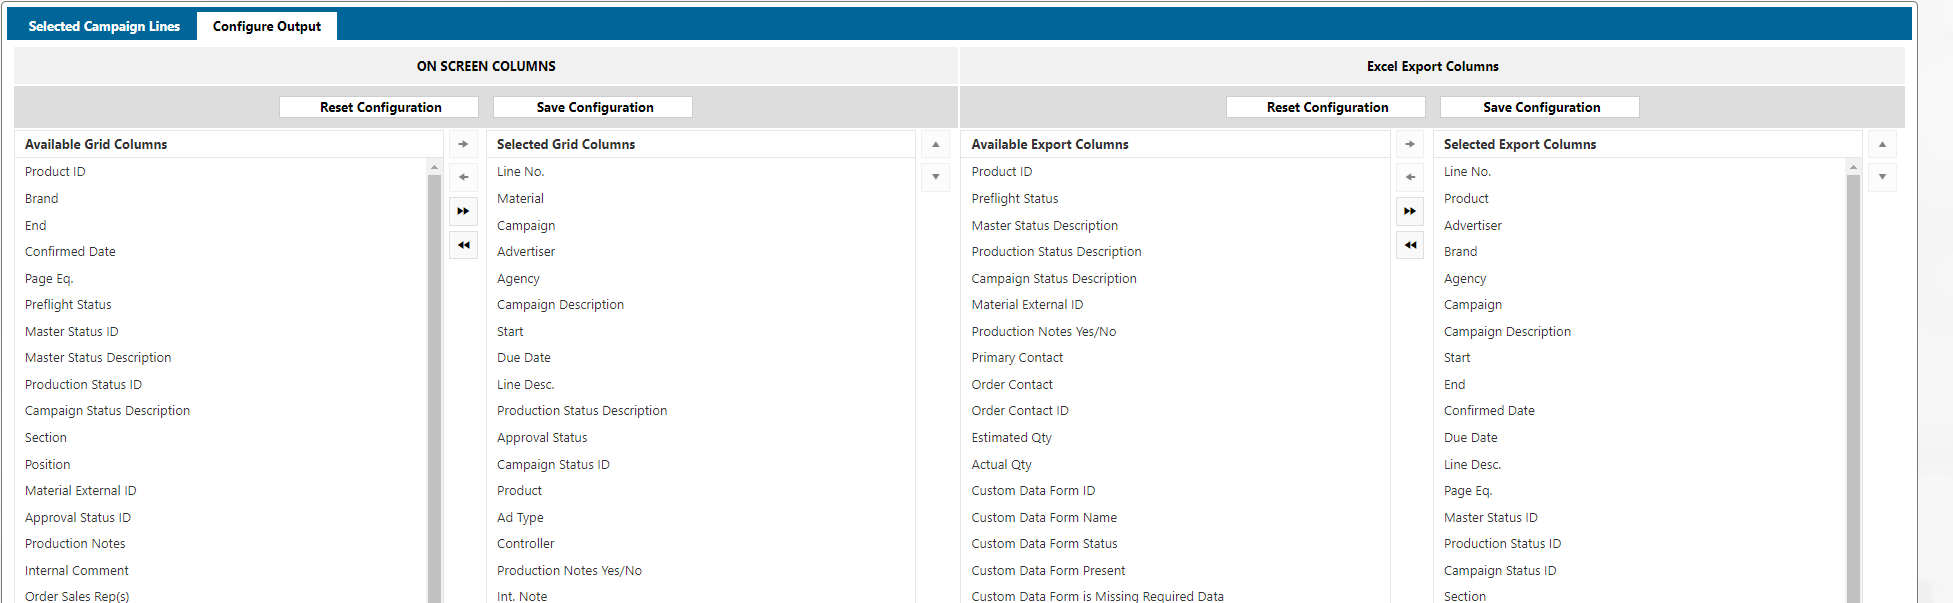 Selected Campaign Lines
Configure Output
ON SCREEN COLUMNS
Excel Export Columns
Reset Configuration
Save Configuration
Reset Configuration
Save Configuration
Available Grid Columns
Product ID
Brand
End
Confirmed Date
Page Eq.
Preflight Status
Master Status ID
Master Status Description
Production Status ID
Campaign Status Description
Section
Position
Material External ID
Approval Status ID
Production Notes
Internal Comment
Order Sales Rep(s)
Selected Grid Columns
Line No.
Material
Campaign
Advertiser
Agency
Campaign Description
Start
Due Date
Line Desc.
Production Status Description
Approval Status
Campaign Status ID
Product
Ad Type
Controller
Production Notes Yes/No
Int. Note
Available Export Columns
Product ID
Preflight Status
Master Status Description
Production Status Description
Campaign Status Description
Material External ID
Production Notes Yes/No
Primary Contact
Order Contact
Order Contact ID
Estimated Qty
Actual Qty
Custom Data Form ID
Custom Data Form Name
Custom Data Form Status
Custom Data Form Present
Custom Data Form is Missing Required Data
Selected Export Columns
Line No.
Product
Advertiser
Brand
Agency
Campaign
Campaign Description
Start
End
Confirmed Date
Due Date
Line Desc.
Page Eq.
Master Status ID
Production Status ID
Campaign Status ID
Section